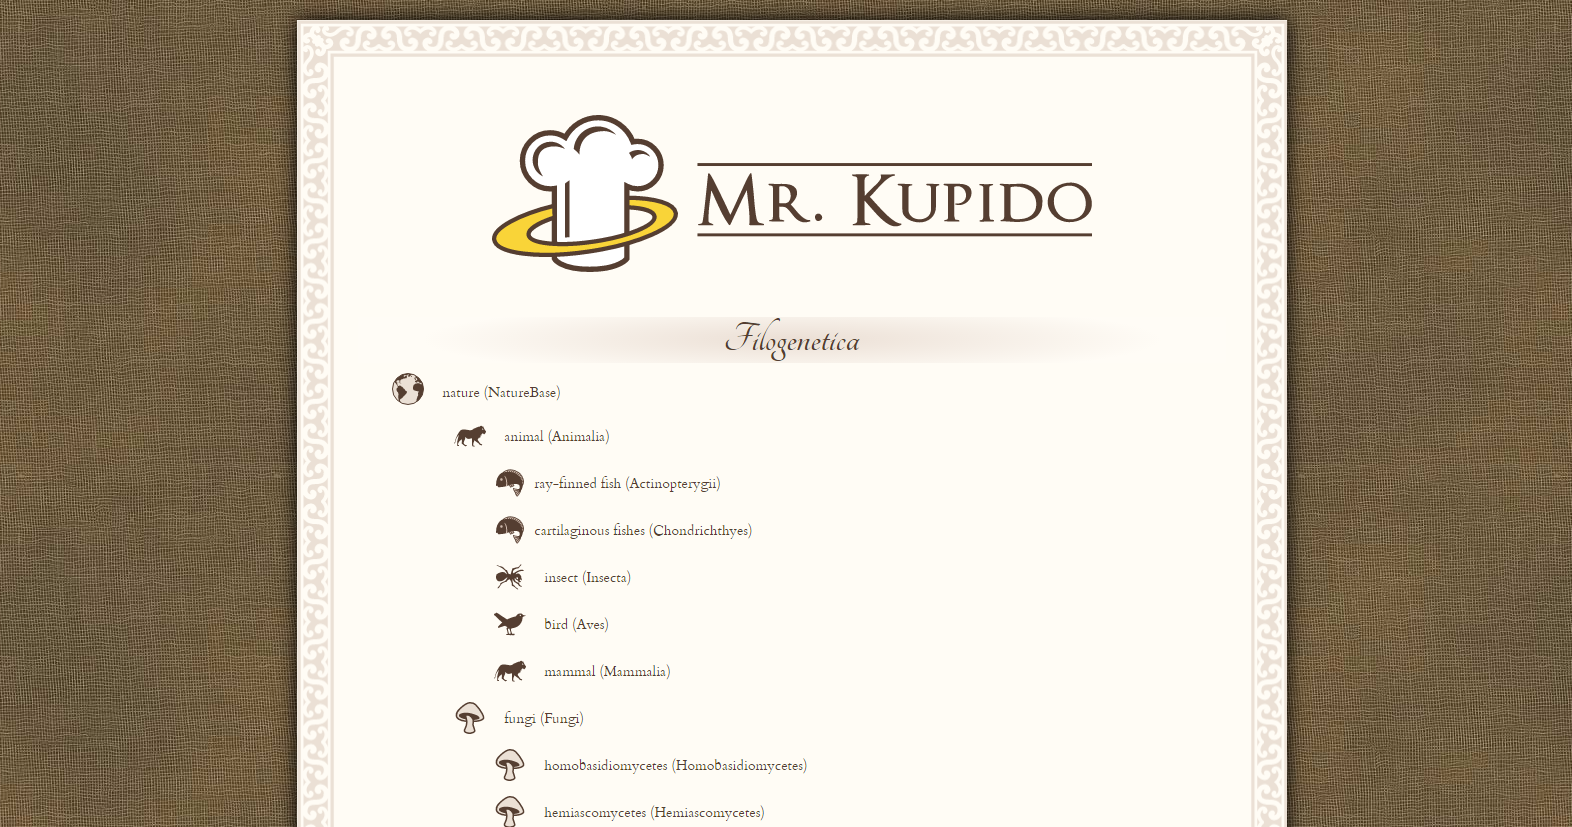 Mr. Kupido
Filogenetica
nature (NatureBase)
animal (Animalia)
ray-finned fish (Actinopterygii)
cartilaginous fishes (Chondrichthyes)
insect (Insecta)
bird (Aves)
mammal (Mammalia)
fungi (Fungi)
homobasidiomycetes (Homobasidiomycetes)
hemiascomycetes (Hemiascomycetes)